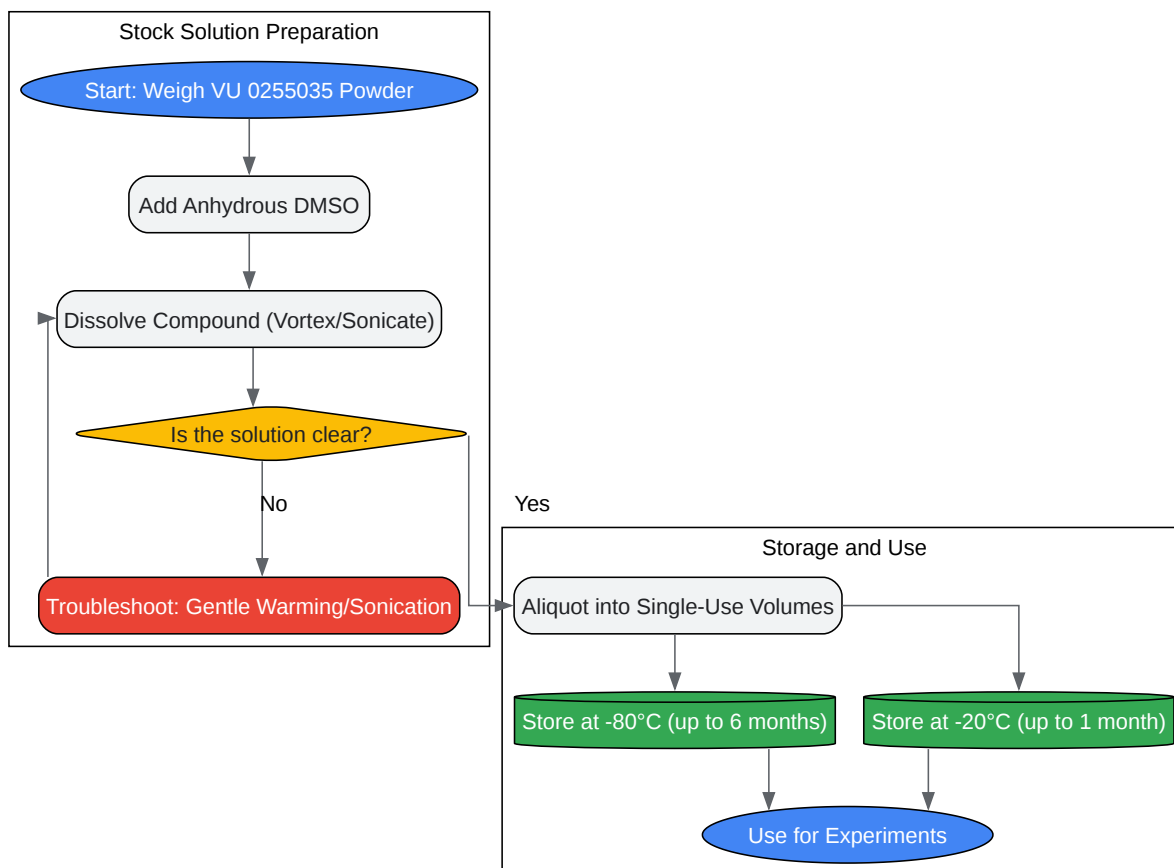 Stock Solution Preparation
Start: Weigh VU 0255035 Powder
Add Anhydrous DMSO
Dissolve Compound (Vortex/Sonicate)
Is the solution clear?
No
Yes
Troubleshoot: Gentle Warming/Sonication
Storage and Use
Aliquot into Single-Use Volumes
Store at -80°C (up to 6 months)
Store at -20°C (up to 1 month)
Use for Experiments